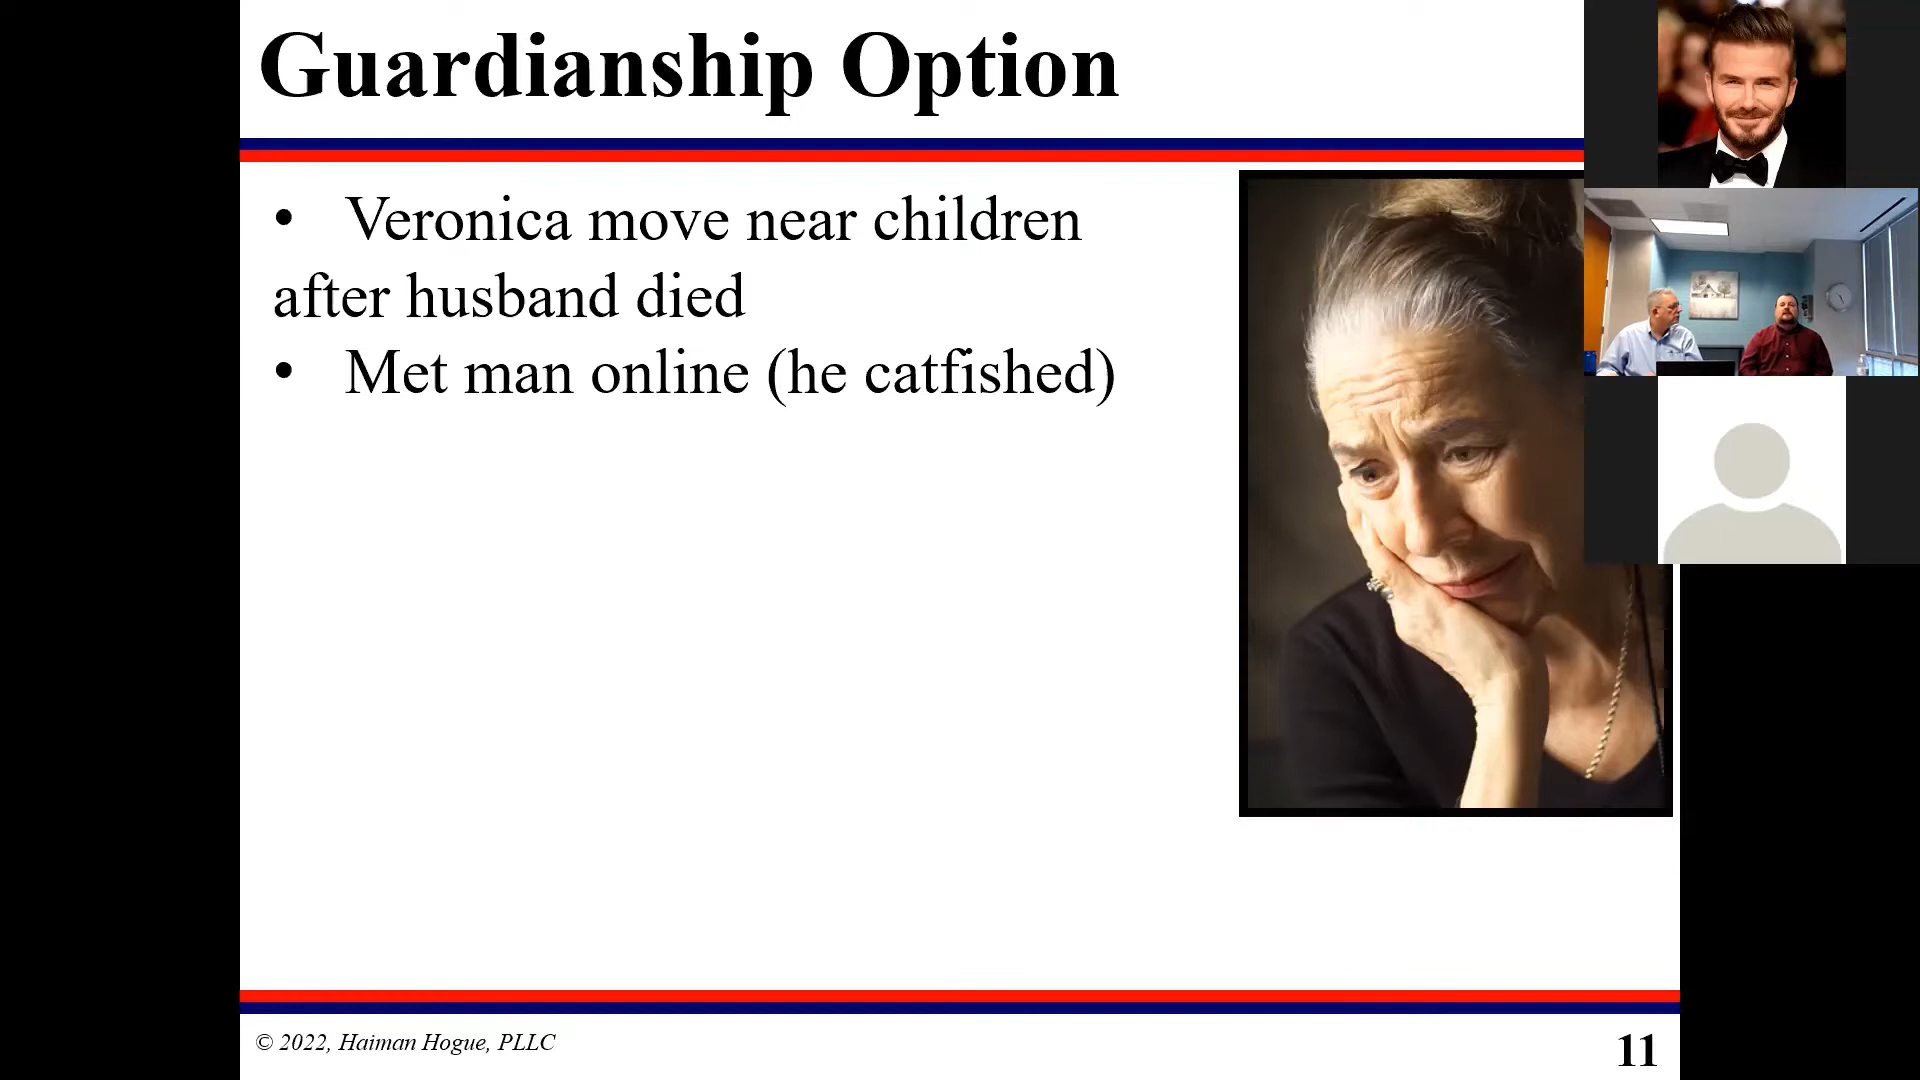 Guardianship Option
• Veronica move near children
after husband died
• Met man online (he catfished)
© 2022, Haiman Hogue, PLLC
11